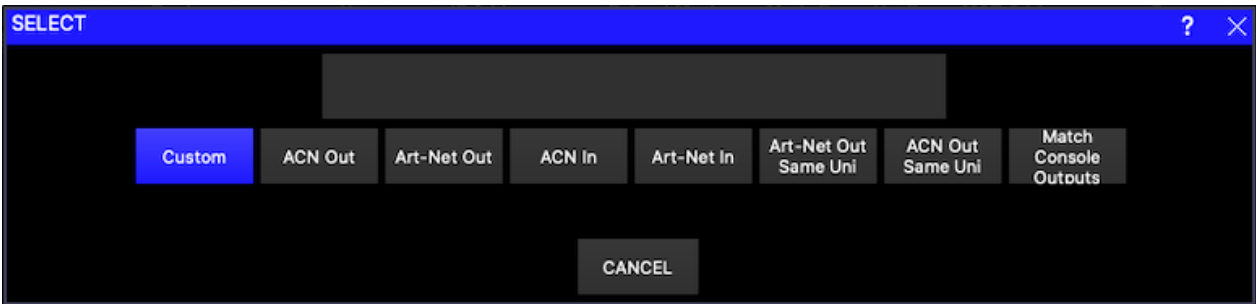 SELECT ?
Custom
ACN Out
Art-Net Out
ACN In
Art-Net In
Art-Net Out
Same Uni
ACN Out
Same Uni
Match
Console
Outputs
CANCEL